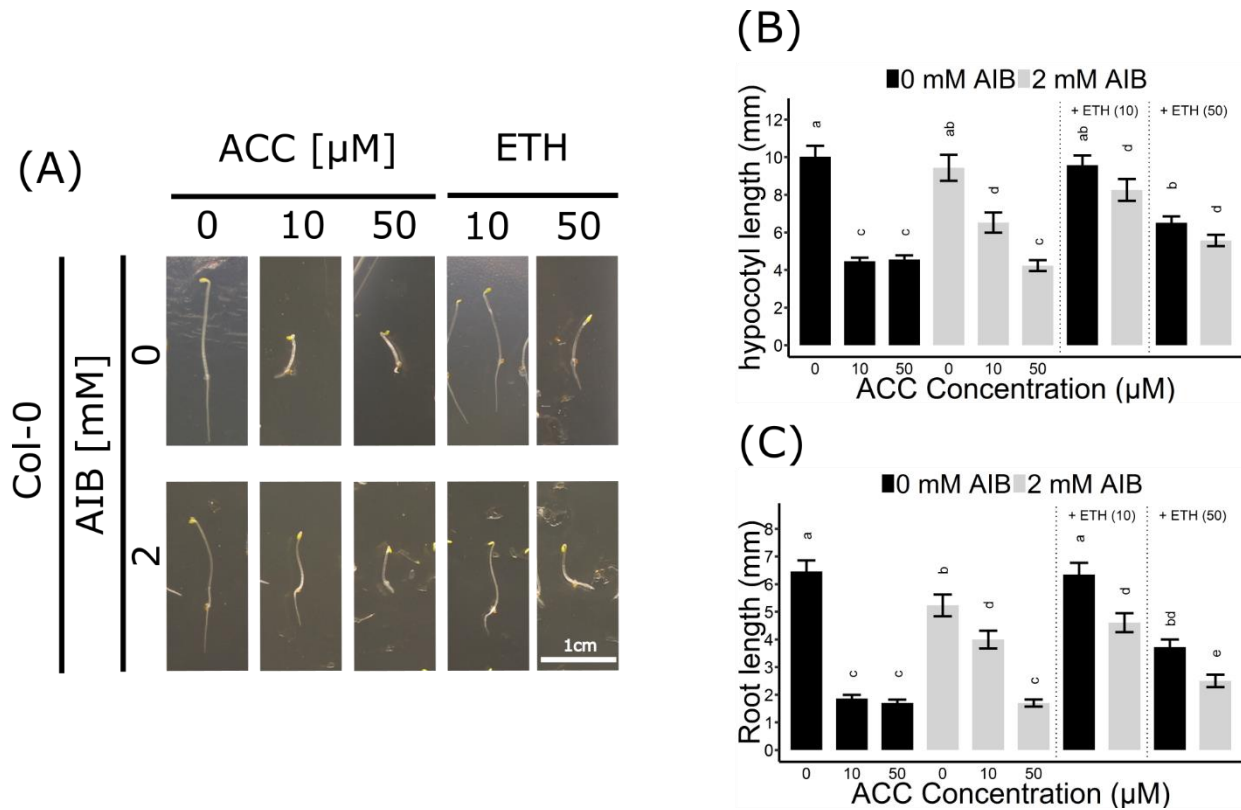 (A)
ACC [µM]
ETH
0
10
50
10
50
Col-0
AIB [mM]
0
2
1cm
(B)
0 mM AIB 2 mM AIB
hypocotyl length (mm)
+ ETH (10)
+ ETH (50)
12
10
8
6
4
2
0
a
c
c
ab
d
c
ab
d
b
d
0
10
50
0
10
50
ACC Concentration (µM)
(C)
0 mM AIB 2 mM AIB
Root length (mm)
+ ETH (10)
+ ETH (50)
8
7
6
5
4
3
2
1
0
a
c
c
b
d
c
a
d
bd
e
0
10
50
0
10
50
ACC Concentration (µM)